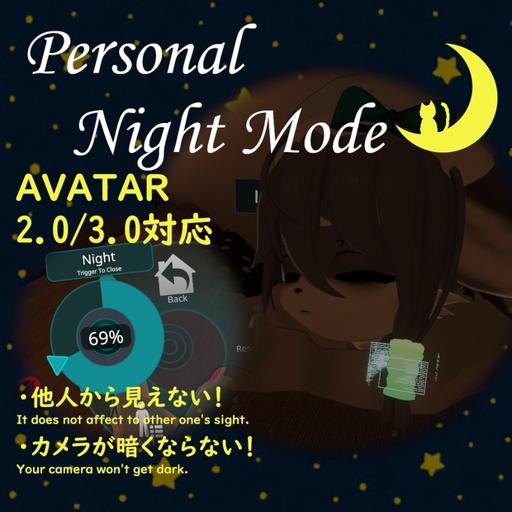 Personal
Night Mode
AVATAR
2.0/3.0対応
Night
Trigger To Close
Back
69%
・他人から見えない！
It does not affect to other one's sight.
・カメラが暗くならない！
Your camera won't get dark.